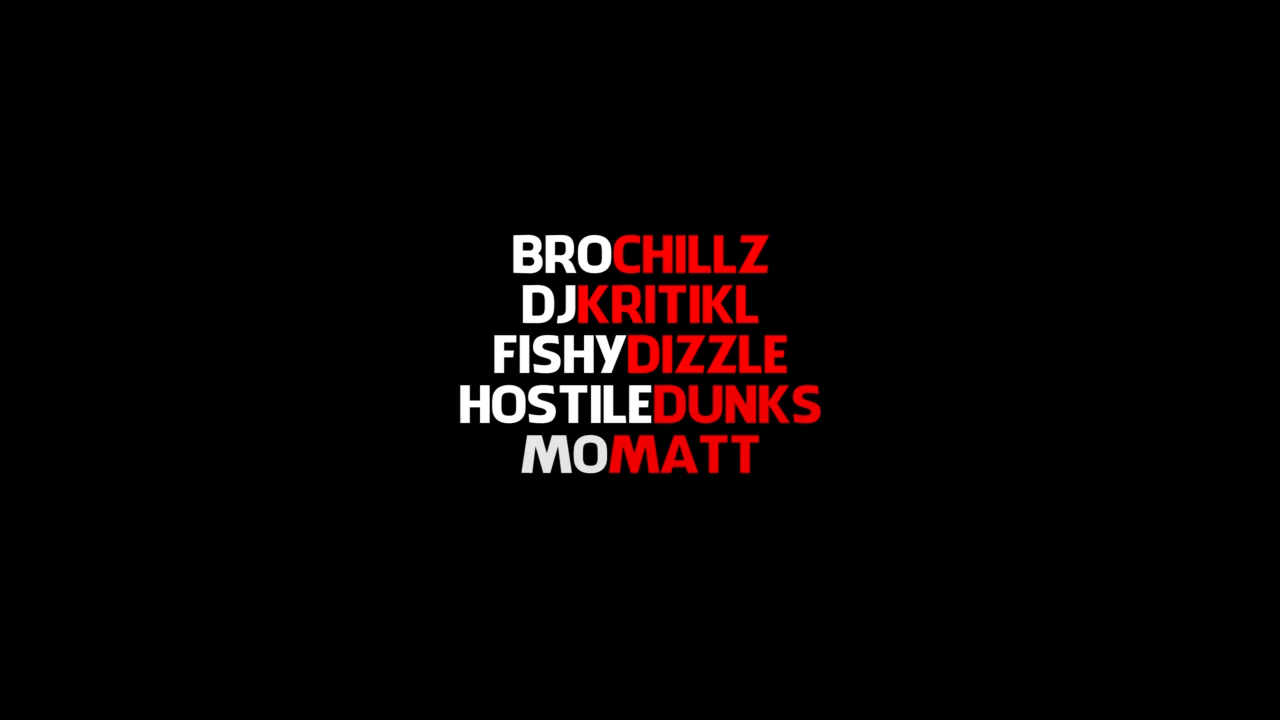 BROCHILLZ
DJKRITIKL
FISHYDIZZLE
HOSTILEDUNKS
MOMATT